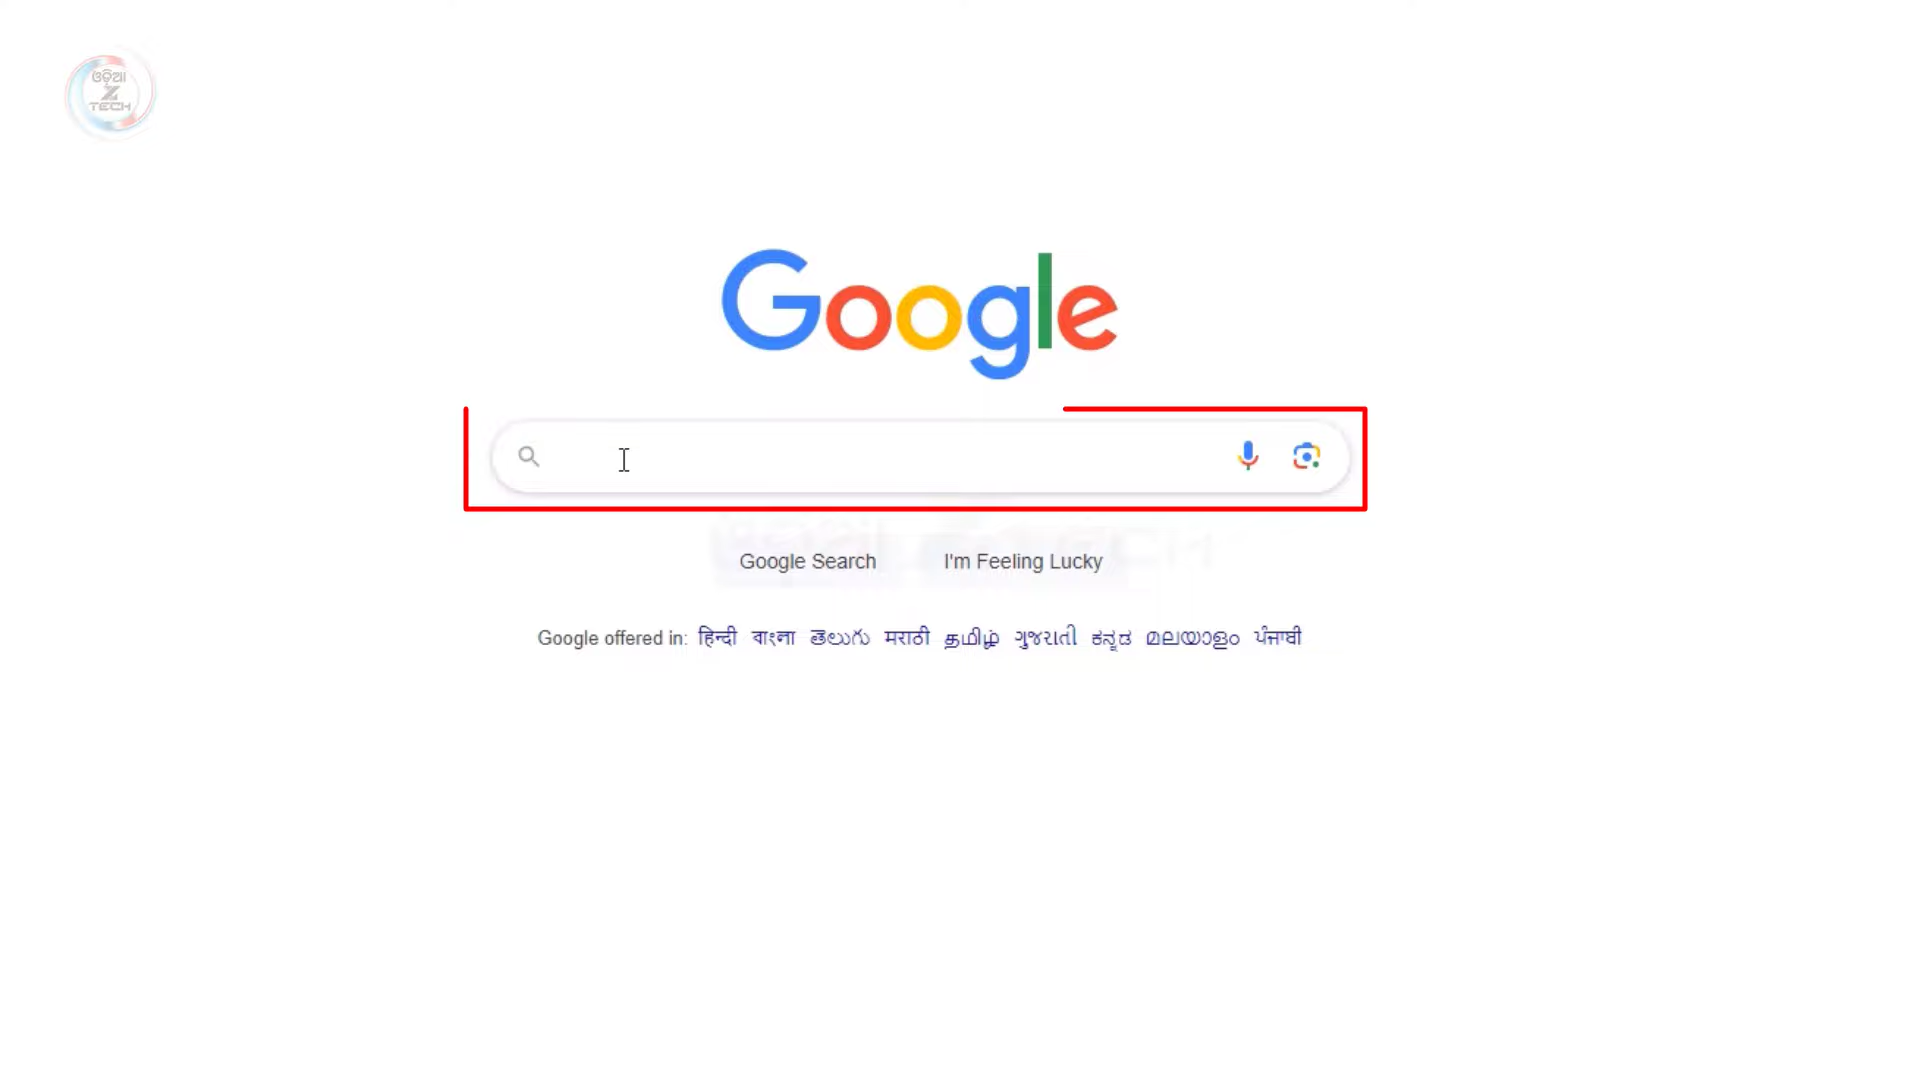 ଓଡ଼ିଆ
Z
TECH
Google
Google Search
I'm Feeling Lucky
Google offered in: हिन्दी বাংলা తెలుగు मराठी தமிழ் ગુજરાતી ಕನ್ನಡ മലയാളം ਪੰਜਾਬੀ